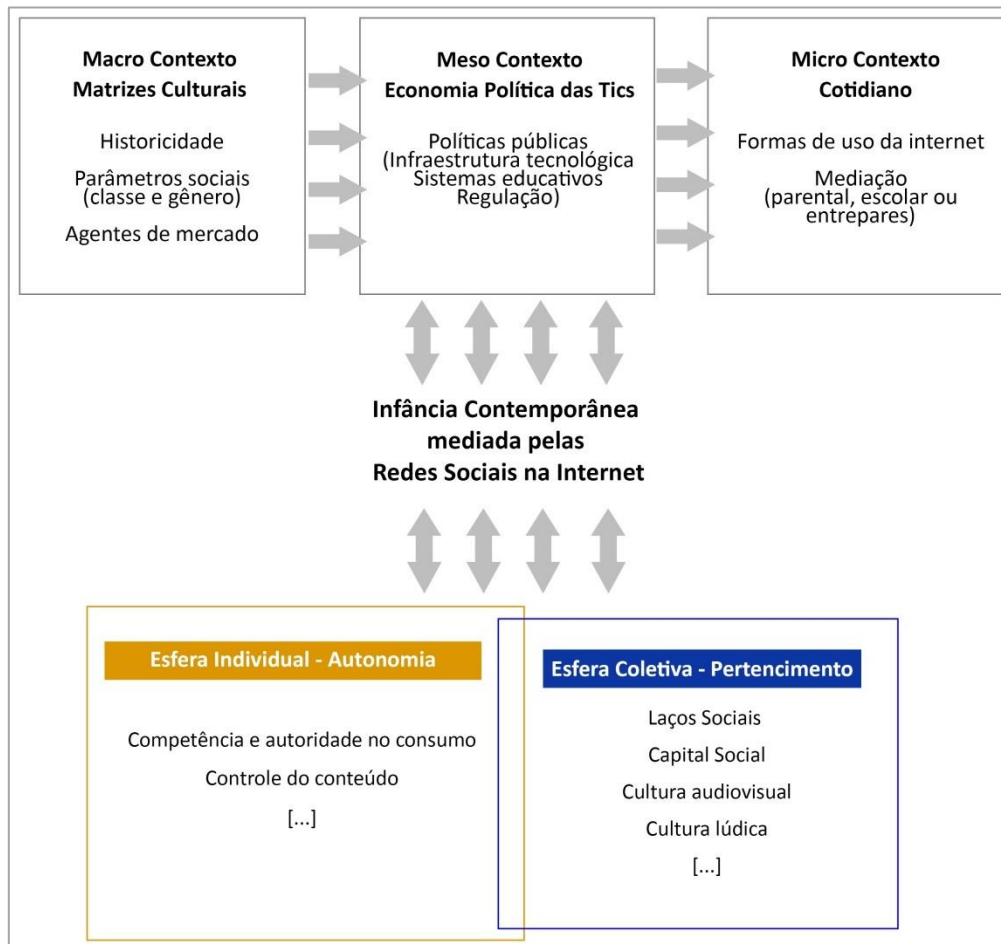 Macro Contexto
Matrizes Culturais
Historicidade
Parâmetros sociais
(classe e gênero)
Agentes de mercado
Meso Contexto
Economia Política das Tics
Políticas públicas
(Infraestrutura tecnológica
Sistemas educativos
Regulação)
Micro Contexto
Cotidiano
Formas de uso da internet
Mediação
(parental, escolar ou
entrepares)
Infância Contemporânea
mediada pelas
Redes Sociais na Internet
Esfera Individual - Autonomia
Competência e autoridade no consumo
Controle do conteúdo
[...]
Esfera Coletiva - Pertencimento
Laços Sociais
Capital Social
Cultura audiovisual
Cultura lúdica
[...]